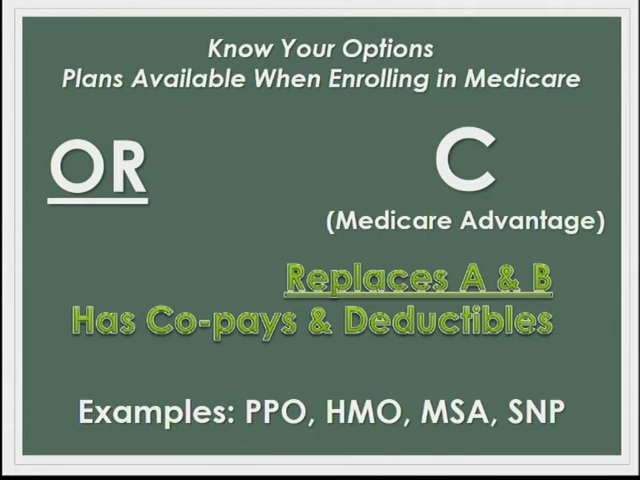 Know Your Options
Plans Available When Enrolling in Medicare
OR
C
(Medicare Advantage)
Replaces A & B
Has Co-pays & Deductibles
Examples: PPO, HMO, MSA, SNP